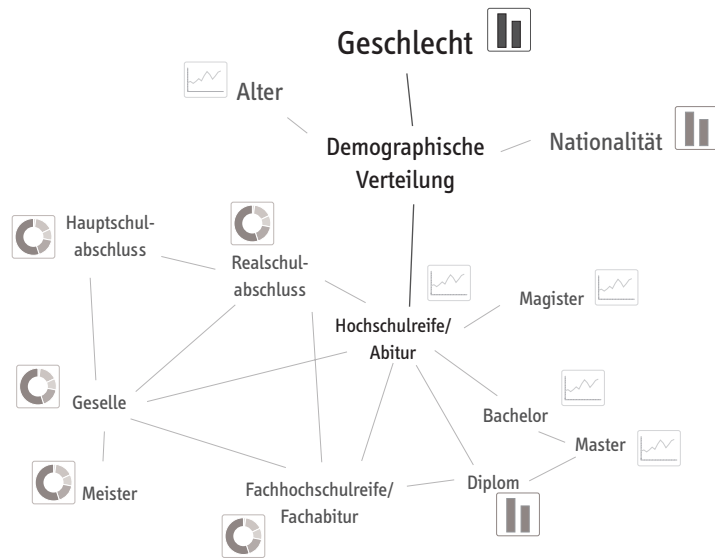 Geschlecht
Alter
Demographische
Verteilung
Nationalität
Hauptschul-
abschluss
Realschul-
abschluss
Hochschulreife/
Abitur
Magister
Geselle
Bachelor
Master
Meister
Fachhochschulreife/
Fachabitur
Diplom